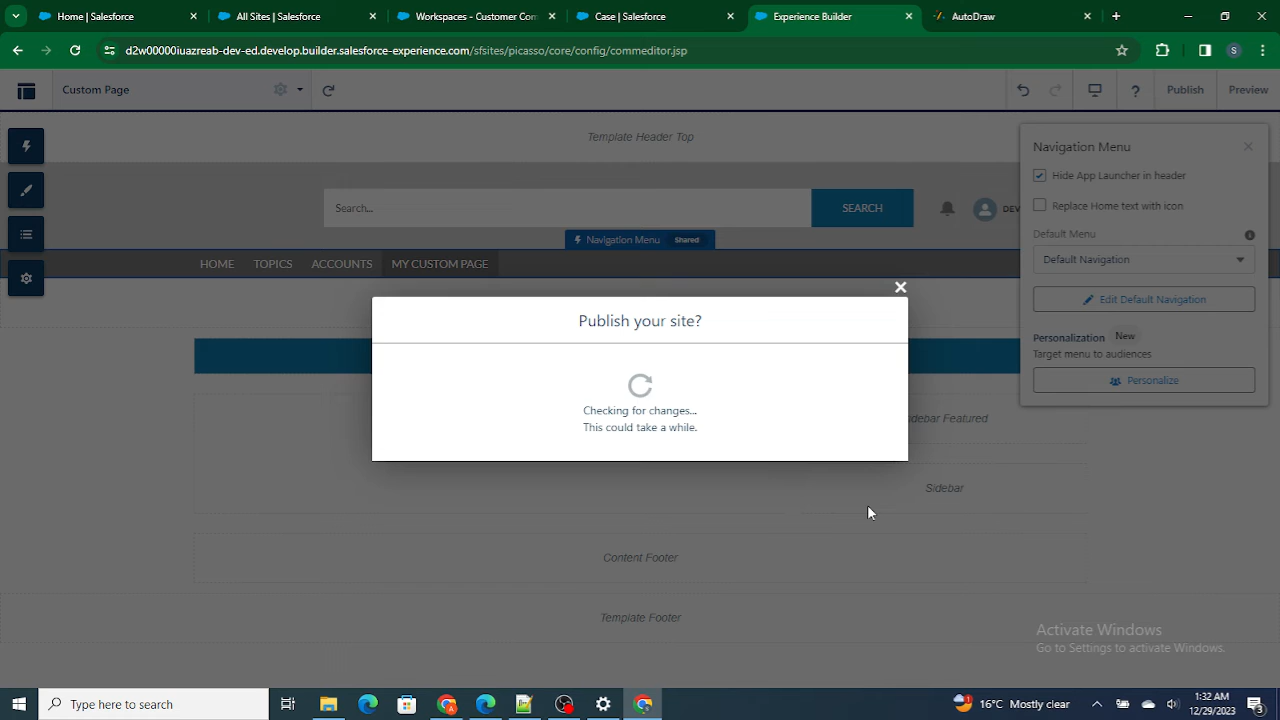 Home | Salesforce
All Sites | Salesforce
Workspaces - Customer Com
Case | Salesforce
Experience Builder
AutoDraw
d2w00000iuazreab-dev-ed.develop.builder.salesforce-experience.com/sfsites/picasso/core/config/commeditor.jsp
S
Custom Page
?
Publish
Preview
Template Header Top
Search...
SEARCH
DEV
Navigation Menu Shared
HOME TOPICS ACCOUNTS MY CUSTOM PAGE
Navigation Menu
Hide App Launcher in header
Replace Home text with icon
Default Menu
Default Navigation
Edit Default Navigation
Personalization New
Target menu to audiences
Personalize
Publish your site?
Checking for changes...
This could take a while.
debar Featured
Sidebar
Content Footer
Template Footer
Activate Windows
Go to Settings to activate Windows.
Type here to search
16°C Mostly clear
1:32 AM
12/29/2023
3